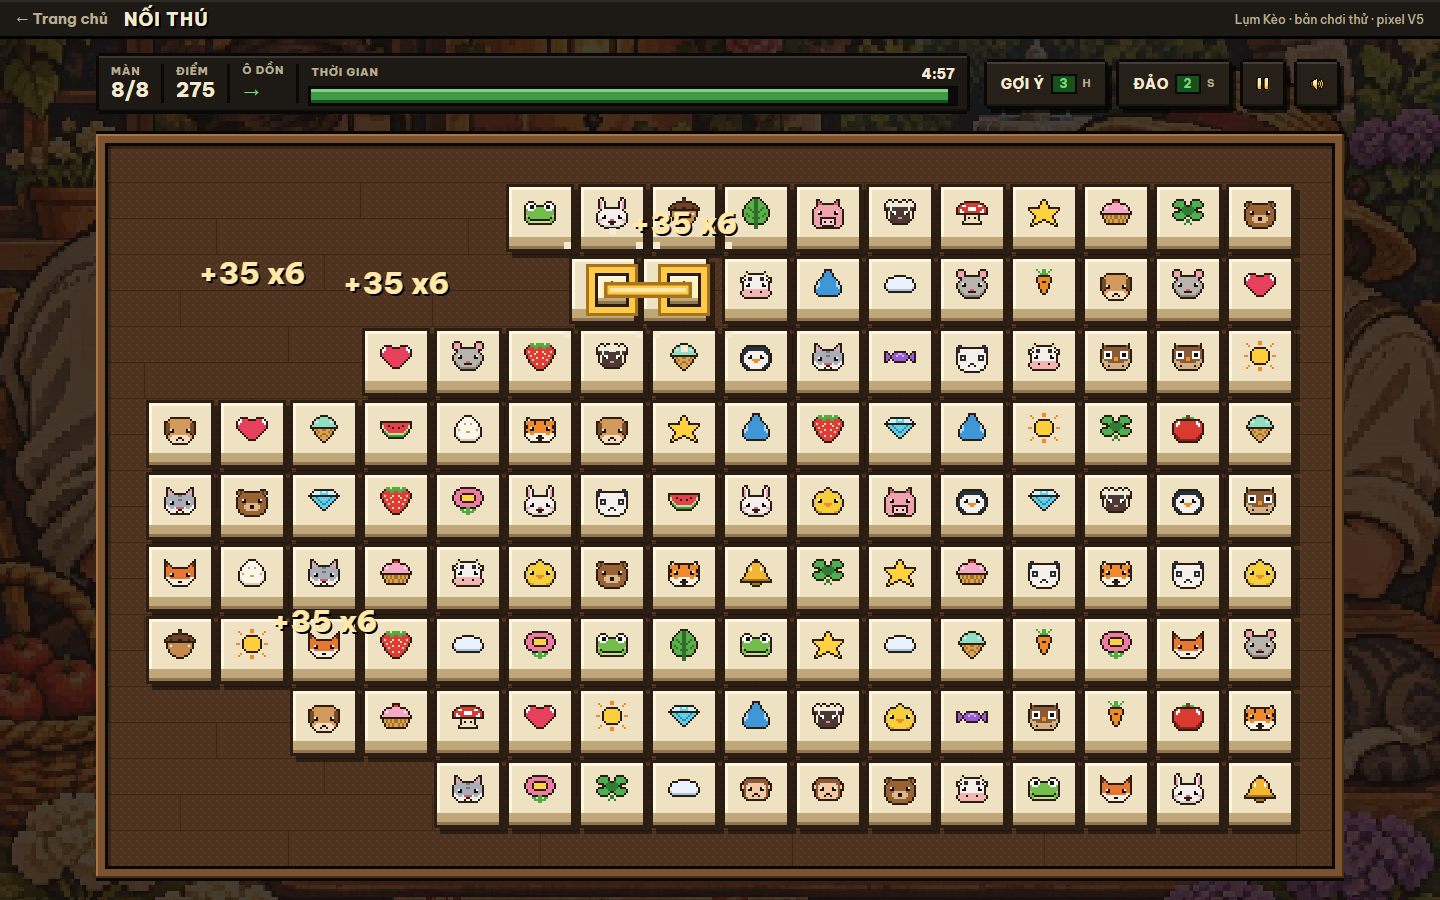 ← Trang chủ NỐI THÚ
Lụm Kèo · bản chơi thử · pixel V5
MÀN
8/8
ĐIỂM
275
Ô DỒN
→
THỜI GIAN
4:57
GỢI Ý 3 H
ĐẢO 2 S
+35 x6
+35 x6
+35 x6
+35 x6